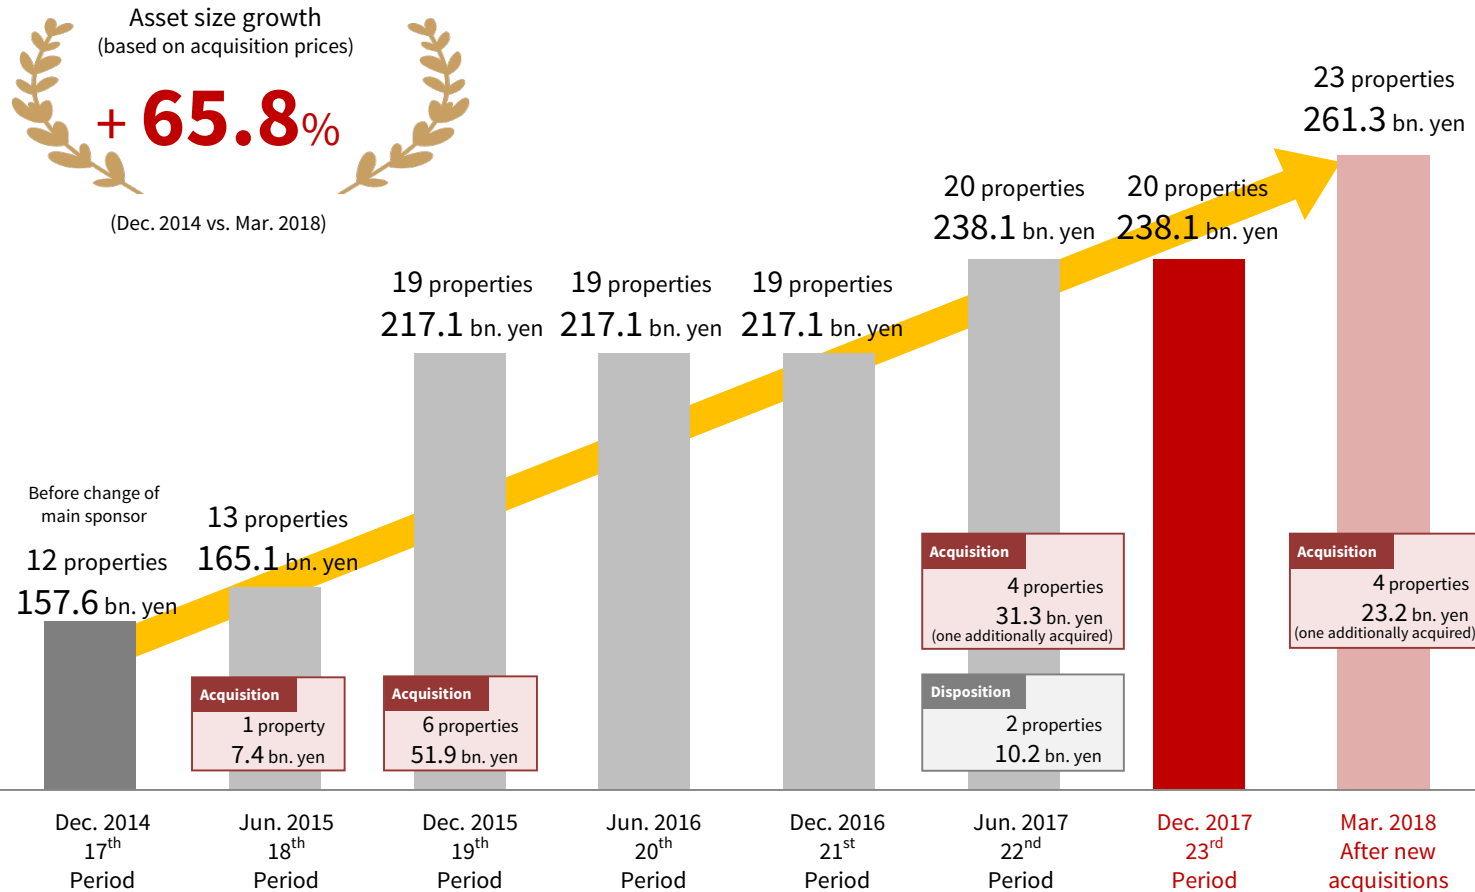 Asset size growth
(based on acquisition prices)
+ 65.8%
(Dec. 2014 vs. Mar. 2018)
Before change of
main sponsor
12 properties
157.6 bn. yen
13 properties
165.1 bn. yen
19 properties
217.1 bn. yen
19 properties
217.1 bn. yen
19 properties
217.1 bn. yen
20 properties
238.1 bn. yen
20 properties
238.1 bn. yen
23 properties
261.3 bn. yen
Acquisition
1 property
7.4 bn. yen
Acquisition
6 properties
51.9 bn. yen
Acquisition
4 properties
31.3 bn. yen
(one additionally acquired)
Disposition
2 properties
10.2 bn. yen
Acquisition
4 properties
23.2 bn. yen
(one additionally acquired)
Dec. 2014
17th
Period
Jun. 2015
18th
Period
Dec. 2015
19th
Period
Jun. 2016
20th
Period
Dec. 2016
21st
Period
Jun. 2017
22nd
Period
Dec. 2017
23rd
Period
Mar. 2018
After new
acquisitions